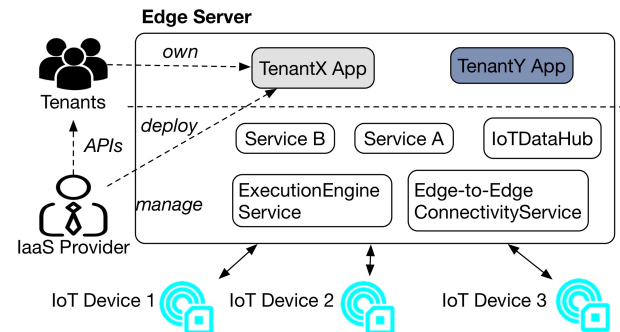 Edge Server
own
TenantX App
TenantY App
Tenants
deploy
APIs
Service B
Service A
IoTDataHub
ExecutionEngine
Service
Edge-to-Edge
ConnectivityService
manage
IaaS Provider
IoT Device 1
IoT Device 2
IoT Device 3